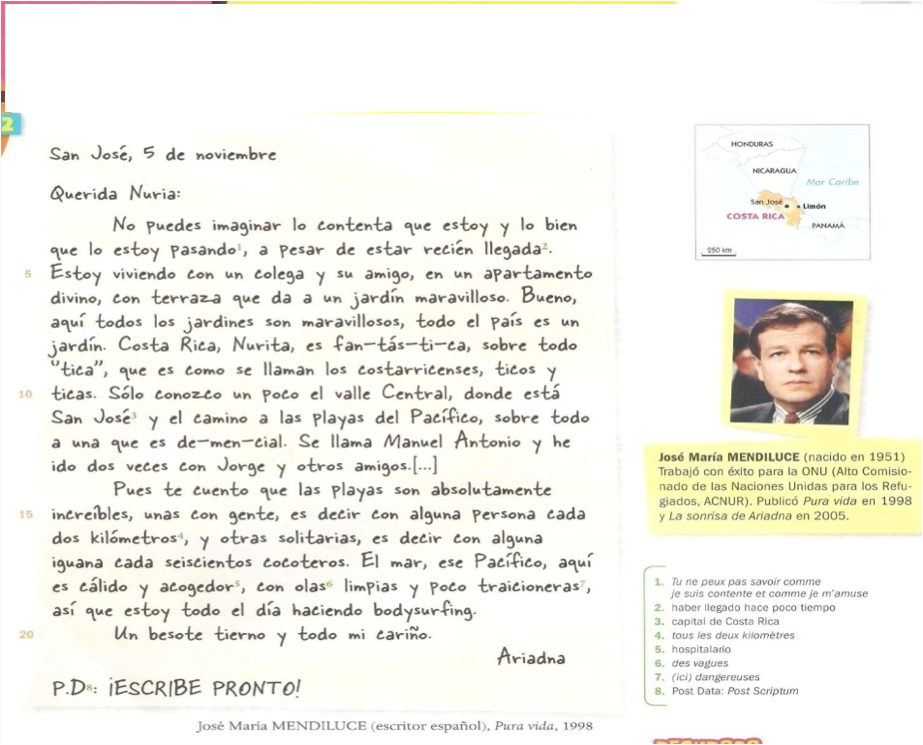 2
San José, 5 de noviembre
Querida Nuria:
No puedes imaginar lo contenta que estoy y lo bien
que lo estoy pasando¹, a pesar de estar recién llegada².
5 Estoy viviendo con un colega y su amigo, en un apartamento
divino, con terraza que da a un jardín maravilloso. Bueno,
aquí todos los jardines son maravillosos, todo el país es un
jardín. Costa Rica, Nurita, es fan-tás-ti-ca, sobre todo
"tica", que es como se llaman los costarricenses, ticos y
10 ticas. Sólo conozco un poco el valle Central, donde está
San José³ y el camino a las playas del Pacífico, sobre todo
a una que es de-men-cial. Se llama Manuel Antonio y he
ido dos veces con Jorge y otros amigos.[...]
Pues te cuento que las playas son absolutamente
15 increíbles, unas con gente, es decir con alguna persona cada
dos kilómetros⁴, y otras solitarias, es decir con alguna
iguana cada seiscientos cocoteros. El mar, ese Pacífico, aquí
es cálido y acogedor⁵, con olas⁶ limpias y poco traicioneras⁷,
así que estoy todo el día haciendo bodysurfing.
20 Un besote tierno y todo mi cariño.
Ariadna
P.D⁸: ¡ESCRIBE PRONTO!
José María MENDILUCE (escritor español), Pura vida, 1998
HONDURAS
NICARAGUA
Mar Caribe
San José
Limón
COSTA RICA
PANAMÁ
250 km
José María MENDILUCE (nacido en 1951)
Trabajó con éxito para la ONU (Alto Comisio-
nado de las Naciones Unidas para los Refu-
giados, ACNUR). Publicó Pura vida en 1998
y La sonrisa de Ariadna en 2005.
1. Tu ne peux pas savoir comme
je suis contente et comme je m'amuse
2. haber llegado hace poco tiempo
3. capital de Costa Rica
4. tous les deux kilomètres
5. hospitalario
6. des vagues
7. (ici) dangereuses
8. Post Data: Post Scriptum